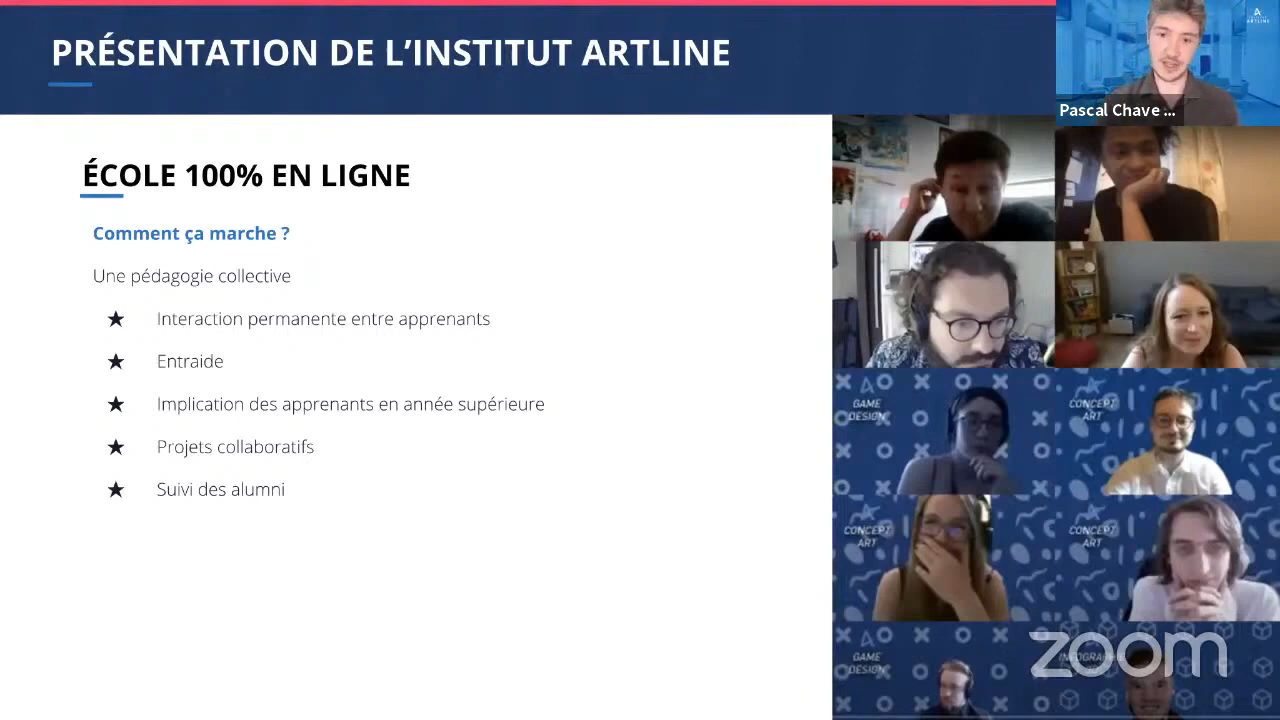 PRÉSENTATION DE L'INSTITUT ARTLINE
ARTLINE
Pascal Chave ...
ÉCOLE 100% EN LIGNE
Comment ça marche ?
Une pédagogie collective
★ Interaction permanente entre apprenants
★ Entraide
★ Implication des apprenants en année supérieure
★ Projets collaboratifs
★ Suivi des alumni
GAME
DESIGN
CONCEPT
ART
CONCEPT
ART
CONCEPT
ART
GAME
DESIGN
zoom